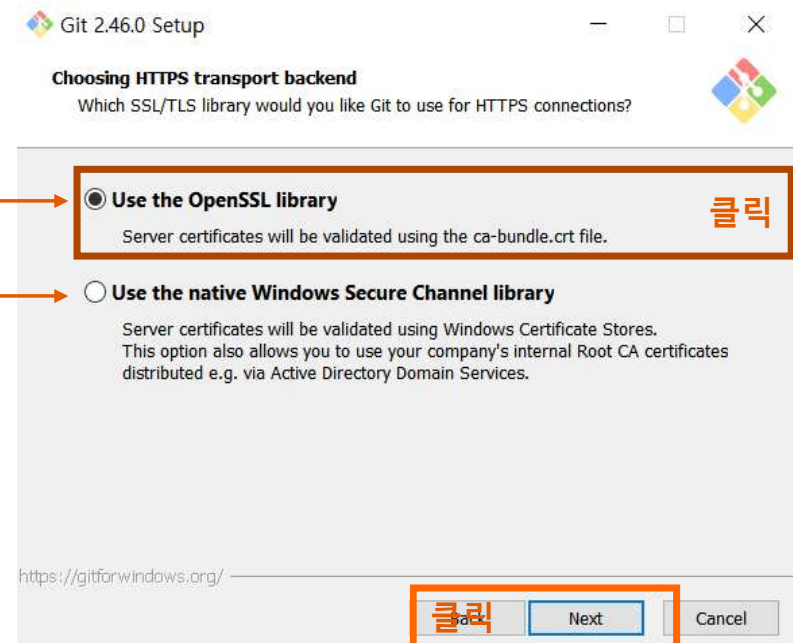 Git 2.46.0 Setup
Choosing HTTPS transport backend
Which SSL/TLS library would you like Git to use for HTTPS connections?
Use the OpenSSL library
클릭
Server certificates will be validated using the ca-bundle.crt file.
Use the native Windows Secure Channel library
Server certificates will be validated using Windows Certificate Stores.
This option also allows you to use your company's internal Root CA certificates
distributed e.g. via Active Directory Domain Services.
https://gitforwindows.org/
클릭
Back Next Cancel